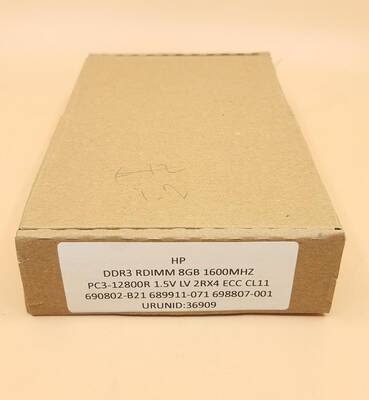 HP
DDR3 RDIMM 8GB 1600MHZ
PC3-12800R 1.5V LV 2RX4 ECC CL11
690802-B21 689911-071 698807-001
URUNID:36909